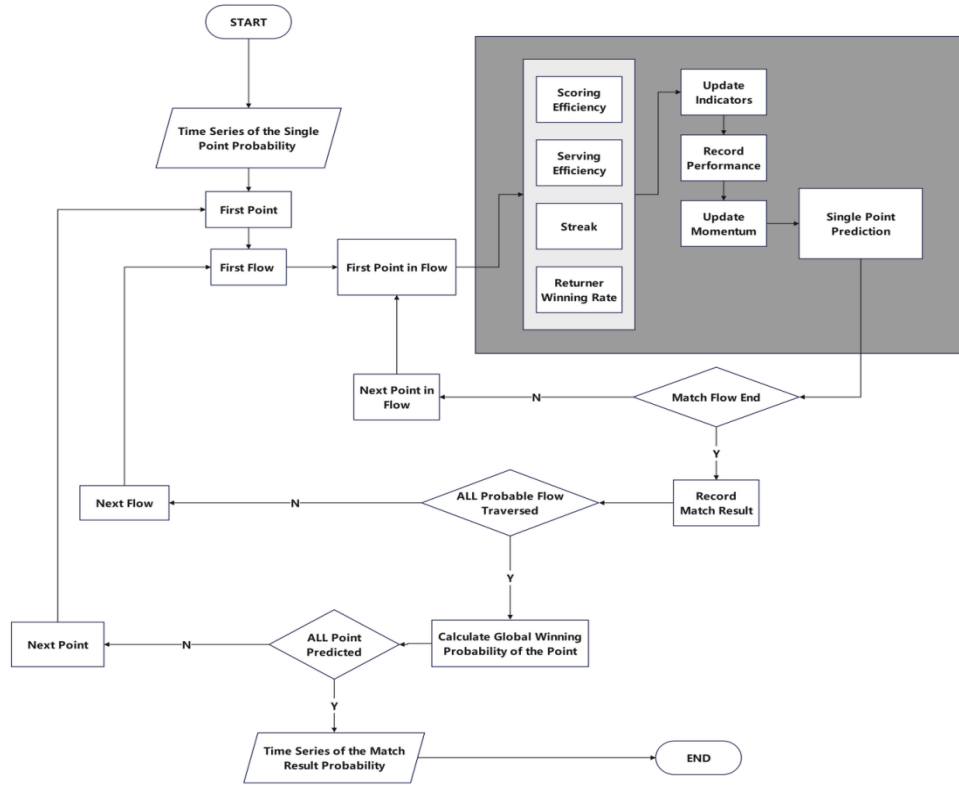 START
Time Series of the Single
Point Probability
First Point
First Flow
First Point in Flow
Scoring
Efficiency
Serving
Efficiency
Streak
Returner
Winning Rate
Update
Indicators
Record
Performance
Update
Momentum
Single Point
Prediction
Match Flow End
N
Next Point in
Flow
Y
Record
Match Result
ALL Probable Flow
Traversed
N
Next Flow
Y
Calculate Global Winning
Probability of the Point
ALL Point
Predicted
N
Next Point
Y
Time Series of the Match
Result Probability
END